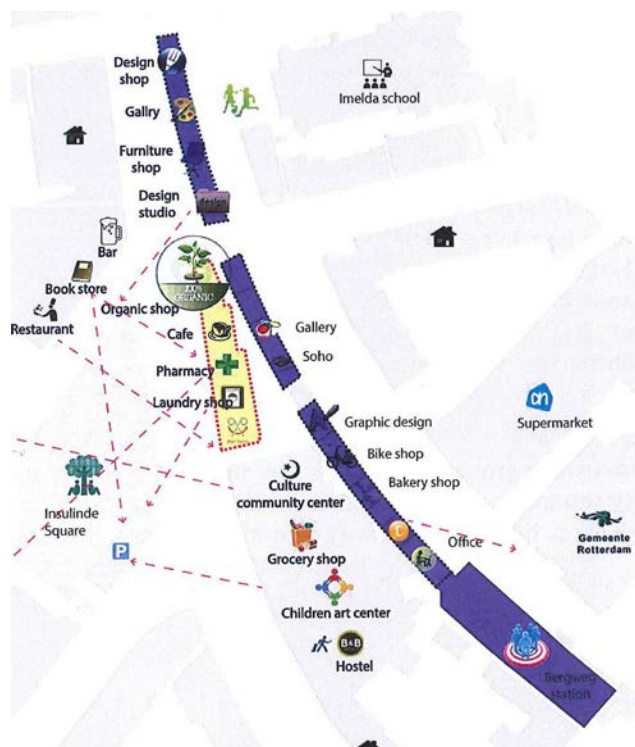 Design
shop
Gallry
Imelda school
Furniture
shop
Design
studio
design
Bar
Book store
100%
ORGANIC
Organic shop
Restaurant
Cafe
Gallery
Pharmacy
Soho
Laundry shop
Graphic design
Supermarket
Bike shop
Bakery shop
Culture
community center
Insulinde
Square
P
t
Office
Gemeente
Rotterdam
Grocery shop
Children art center
B&B
Hostel
Bergweg
station